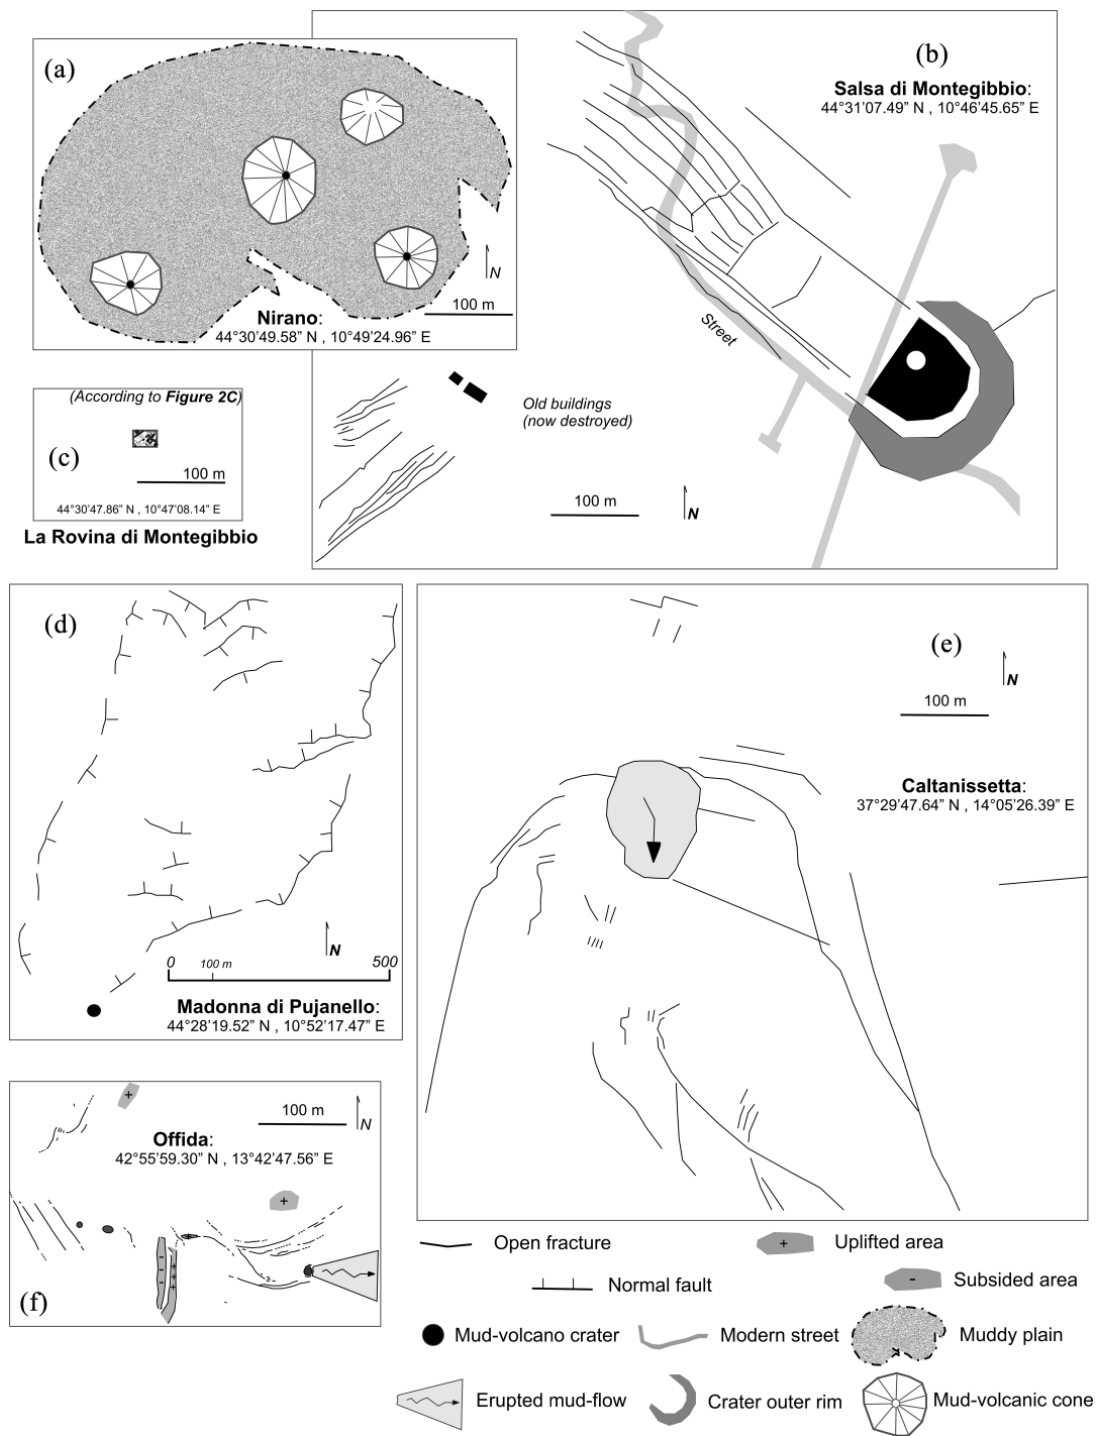 (a)
Nirano:
44°30'49.58” N , 10°49'24.96” E
N
100 m
(b)
Salsa di Montegibbio:
44°31'07.49” N , 10°46'45.65” E
Street
Old buildings
(now destroyed)
100 m
N
(According to Figure 2C)
(c)
100 m
44°30'47.86” N , 10°47'08.14” E
La Rovina di Montegibbio
(d)
N
0 100 m 500
Madonna di Pujanello:
44°28'19.52” N , 10°52'17.47” E
(e)
N
100 m
Caltanissetta:
37°29'47.64” N , 14°05'26.39” E
100 m
N
Offida:
42°55'59.30” N , 13°42'47.56” E
(f)
Open fracture
Uplifted area
Normal fault
Subsided area
Mud-volcano crater
Modern street
Muddy plain
Erupted mud-flow
Crater outer rim
Mud-volcanic cone